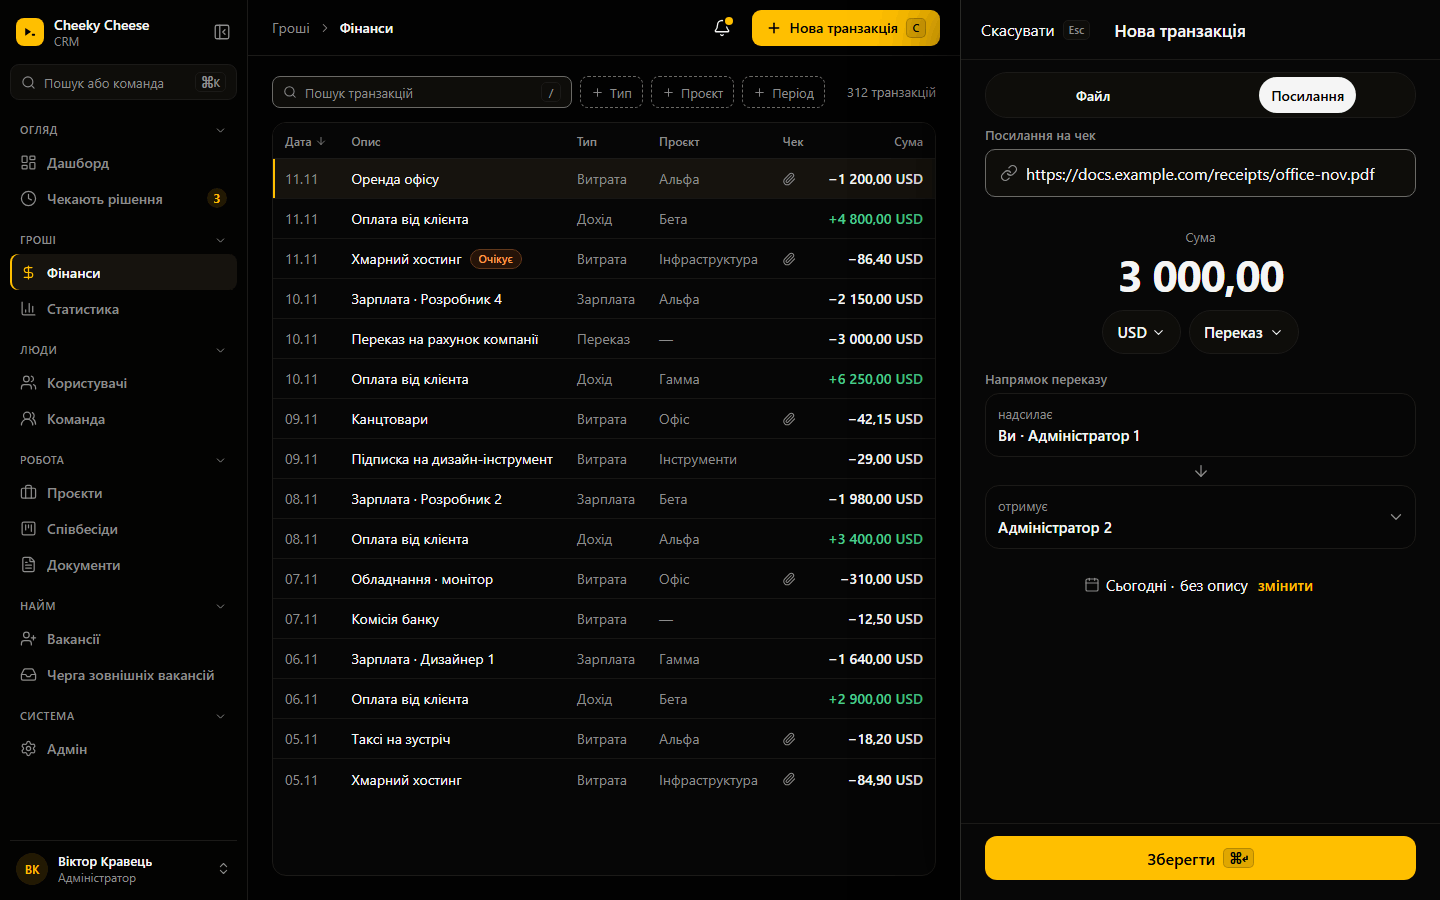 Cheeky Cheese
CRM
Пошук або команда ⌘K
ОГЛЯД
Дашборд
Чекають рішення 3
ГРОШІ
Фінанси
Статистика
ЛЮДИ
Користувачі
Команда
РОБОТА
Проєкти
Співбесіди
Документи
НАЙМ
Вакансії
Черга зовнішніх вакансій
СИСТЕМА
Адмін
ВК
Віктор Кравець
Адміністратор
Гроші > Фінанси
+ Нова транзакція C
Пошук транзакцій /
+ Тип
+ Проєкт
+ Період
312 транзакцій
Дата ↓ Опис Тип Проєкт Чек Сума
11.11 Оренда офісу Витрата Альфа −1 200,00 USD
11.11 Оплата від клієнта Дохід Бета +4 800,00 USD
11.11 Хмарний хостинг Очікує Витрата Інфраструктура −86,40 USD
10.11 Зарплата · Розробник 4 Зарплата Альфа −2 150,00 USD
10.11 Переказ на рахунок компанії Переказ — −3 000,00 USD
10.11 Оплата від клієнта Дохід Гамма +6 250,00 USD
09.11 Канцтовари Витрата Офіс −42,15 USD
09.11 Підписка на дизайн-інструмент Витрата Інструменти −29,00 USD
08.11 Зарплата · Розробник 2 Зарплата Бета −1 980,00 USD
08.11 Оплата від клієнта Дохід Альфа +3 400,00 USD
07.11 Обладнання · монітор Витрата Офіс −310,00 USD
07.11 Комісія банку Витрата — −12,50 USD
06.11 Зарплата · Дизайнер 1 Зарплата Гамма −1 640,00 USD
06.11 Оплата від клієнта Дохід Бета +2 900,00 USD
05.11 Таксі на зустріч Витрата Альфа −18,20 USD
05.11 Хмарний хостинг Витрата Інфраструктура −84,90 USD
Скасувати Esc Нова транзакція
Файл Посилання
Посилання на чек
https://docs.example.com/receipts/office-nov.pdf
Сума
3 000,00
USD Переказ
Напрямок переказу
надсилає
Ви · Адміністратор 1
↓
отримує
Адміністратор 2
Сьогодні · без опису змінити
Зберегти ⌘↵